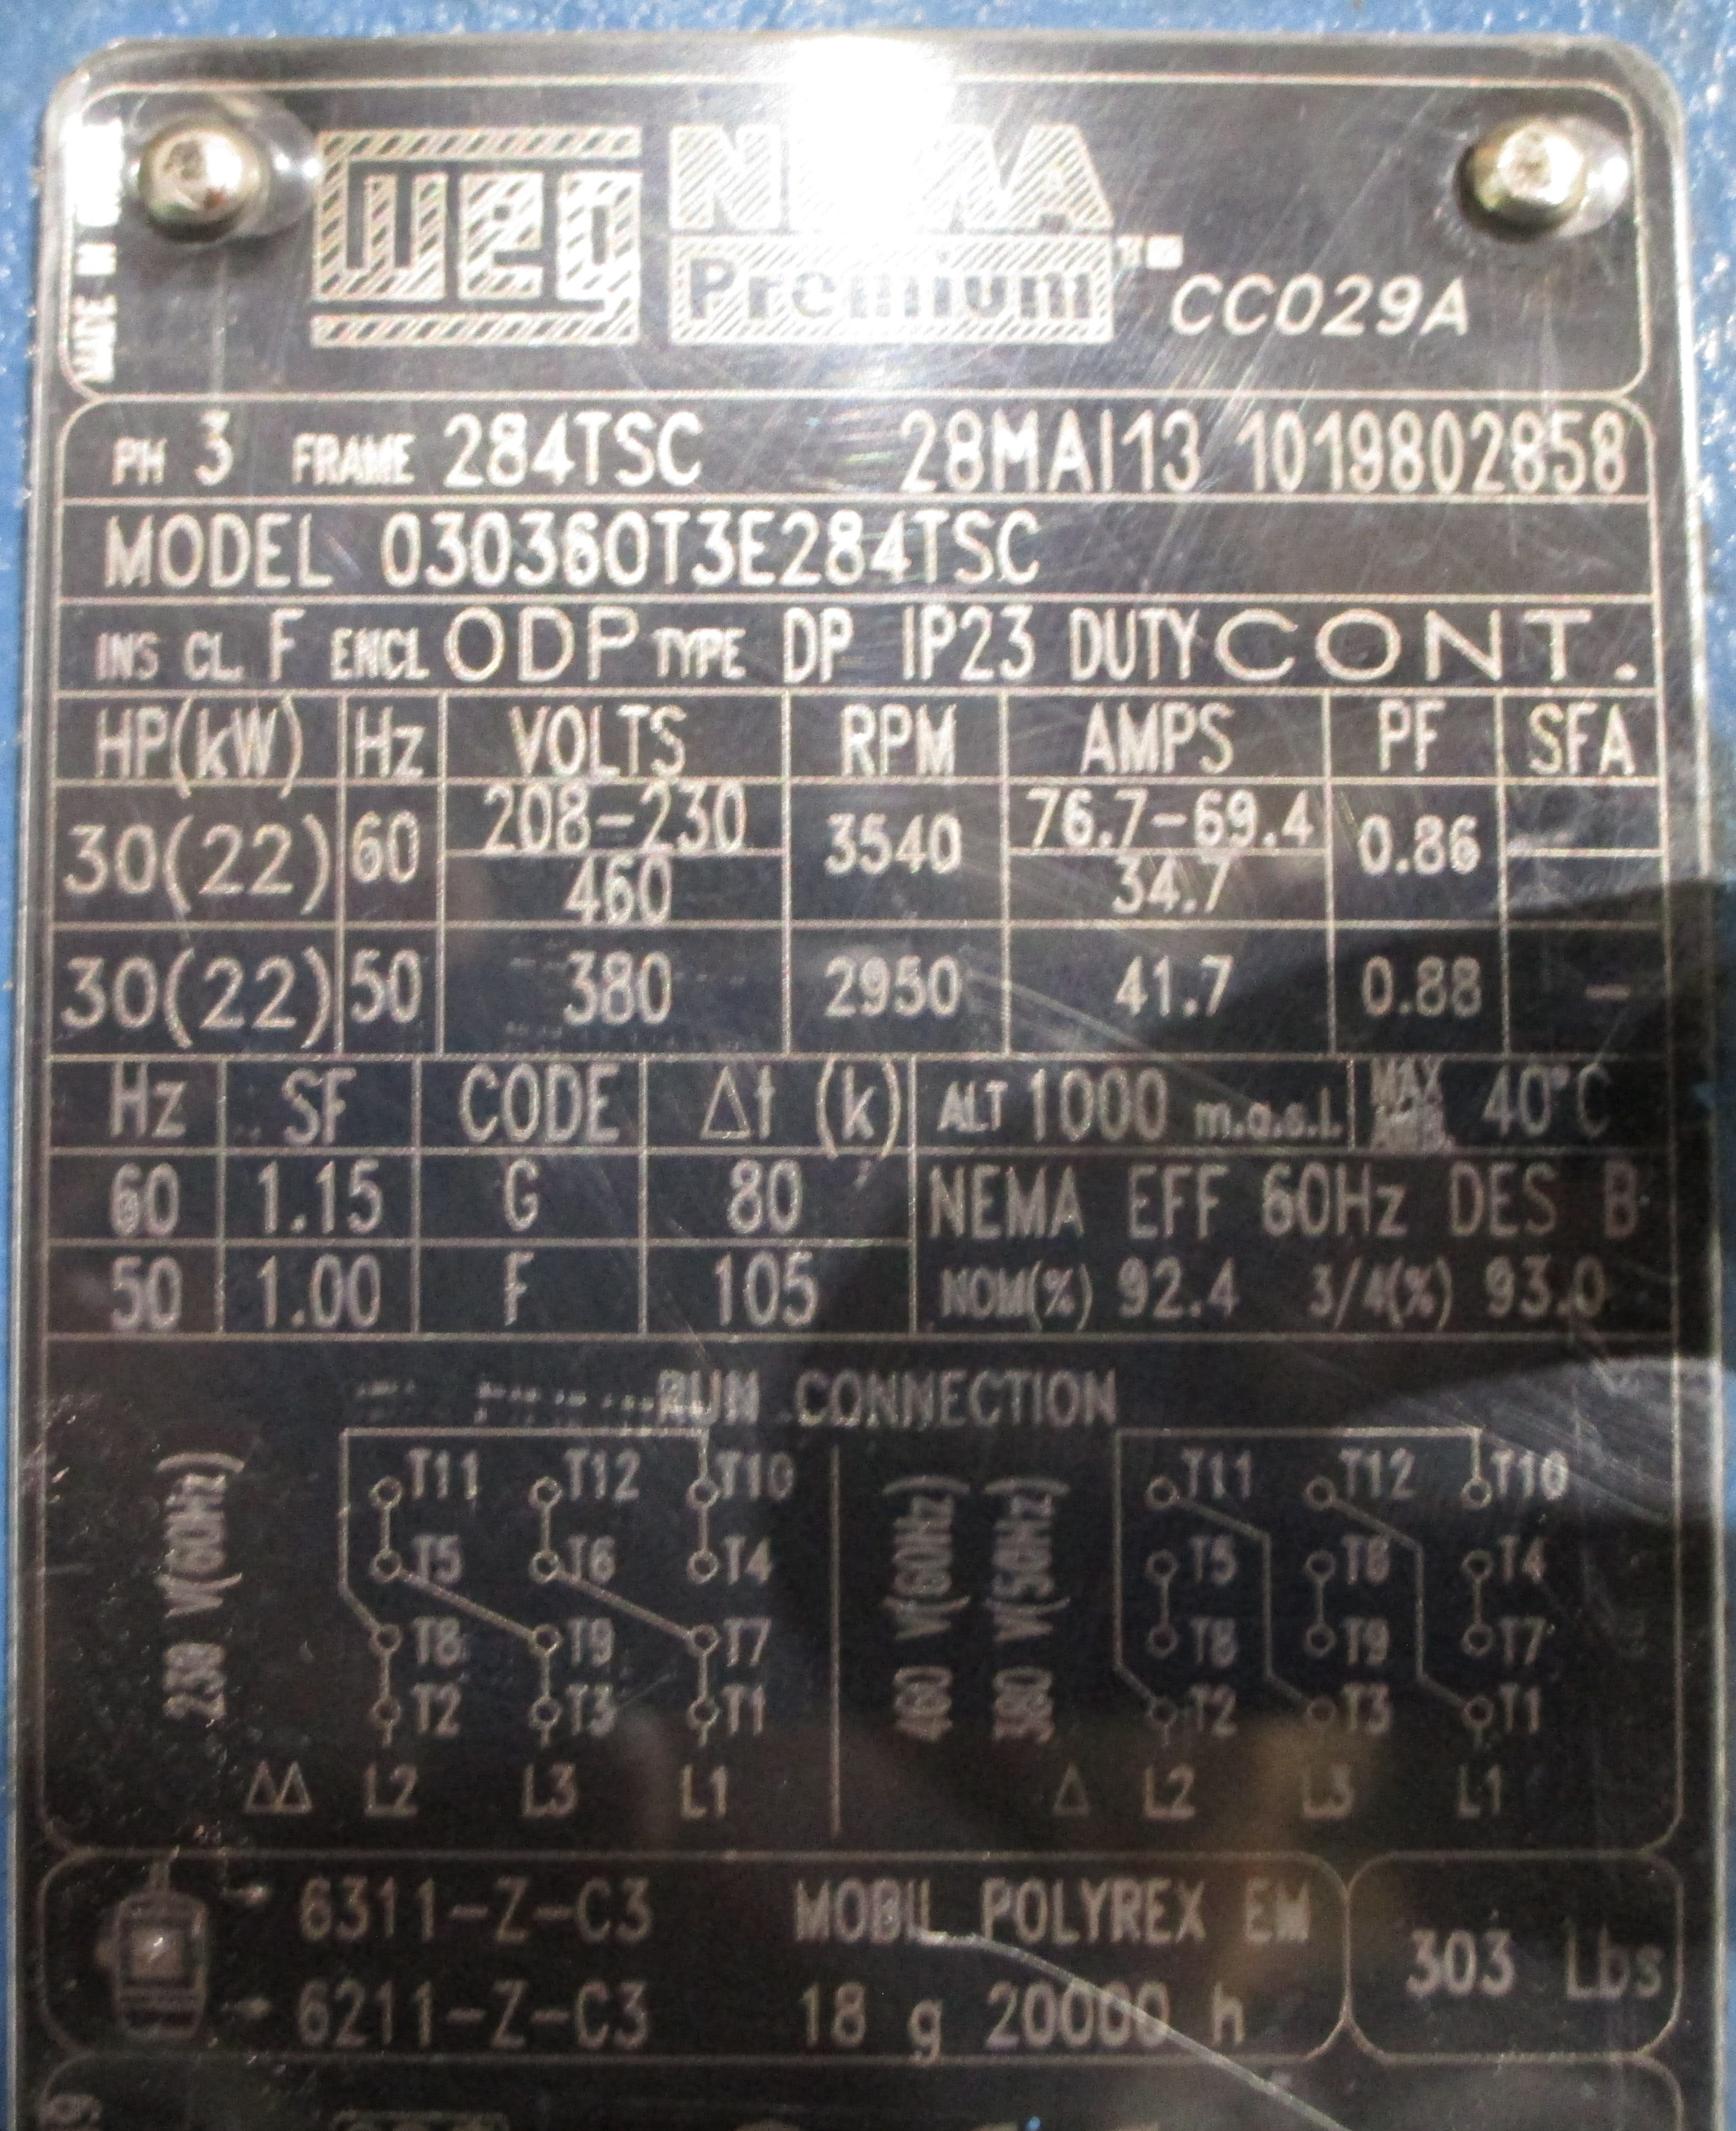 MADE IN
weg NEMA
Premium™ CC029A
PH 3 FRAME 284TSC 28MAI13 1019802858
MODEL 030360T3E284TSC
INS CL. F ENCL ODP TYPE DP IP23 DUTY CONT.
HP(kW) Hz VOLTS RPM AMPS PF SFA
30(22) 60 208-230 3540 76.7-69.4 0.86
460 34.7
30(22) 50 380 2950 41.7 0.88 -
Hz SF CODE Δt (k) ALT 1000 m.a.s.l. MAX AMB. 40°C
60 1.15 G 80 NEMA EFF 60Hz DES B
50 1.00 F 105 NOM(%) 92.4 3/4(%) 93.0
RUN CONNECTION
230 V(60Hz)
T11 T12 T10
T5 T6 T4
T8 T9 T7
T2 T3 T1
ΔΔ L2 L3 L1
460 V(60Hz)
380 V(50Hz)
T11 T12 T10
T5 T6 T4
T8 T9 T7
T2 T3 T1
Δ L2 L3 L1
6311-Z-C3 MOBIL POLYREX EM
6211-Z-C3 18 g 20000 h
303 Lbs